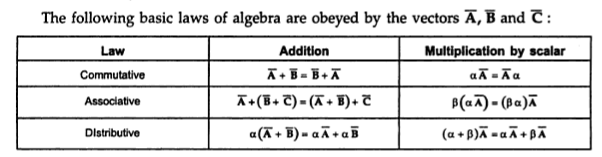 The following basic laws of algebra are obeyed by the vectors A̅, B̅ and C̅ :
Law Addition Multiplication by scalar
Commutative A̅ + B̅ = B̅ + A̅ αA̅ = A̅α
Associative A̅ + (B̅ + C̅) = (A̅ + B̅) + C̅ β(αA̅) = (βα)A̅
Distributive α(A̅ + B̅) = αA̅ + αB̅ (α + β)A̅ = αA̅ + βA̅